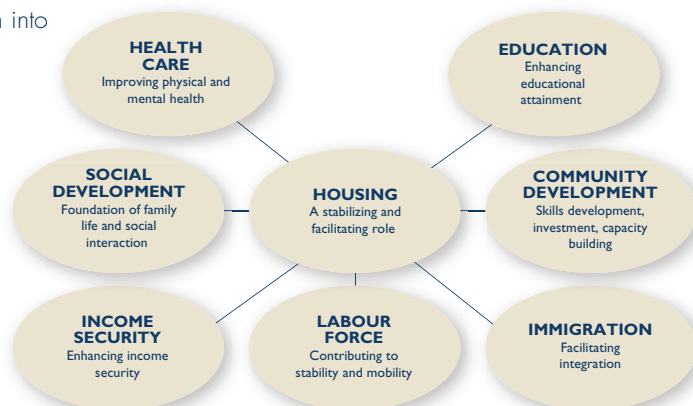 into
HEALTH
CARE
Improving physical and
mental health
EDUCATION
Enhancing
educational
attainment
SOCIAL
DEVELOPMENT
Foundation of family
life and social
interaction
HOUSING
A stabilizing and
facilitating role
COMMUNITY
DEVELOPMENT
Skills development,
investment, capacity
building
INCOME
SECURITY
Enhancing income
security
LABOUR
FORCE
Contributing to
stability and mobility
IMMIGRATION
Facilitating
integration